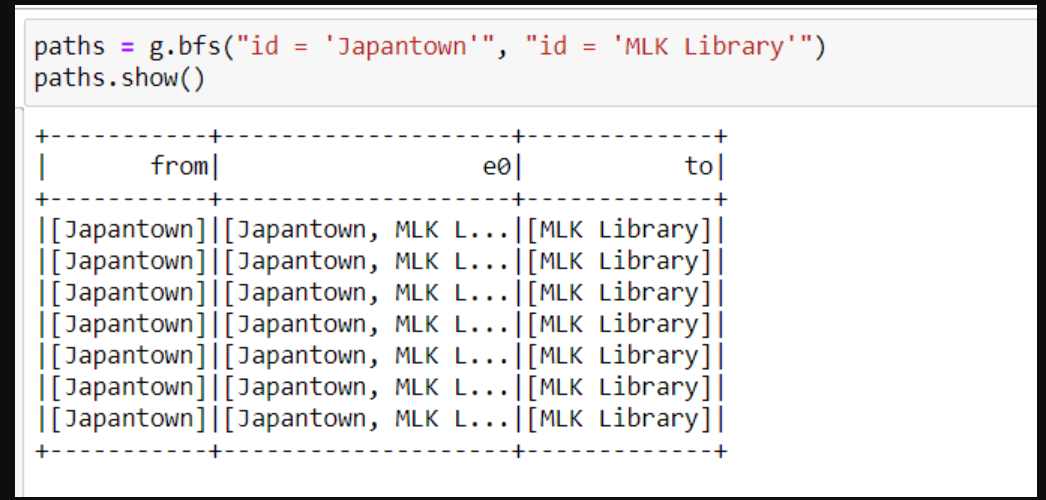 paths = g.bfs("id = 'Japantown'", "id = 'MLK Library'")
paths.show()
+-----------+--------------------+-------------+
|       from|                  e0|           to|
+-----------+--------------------+-------------+
|[Japantown]|[Japantown, MLK L...|[MLK Library]|
|[Japantown]|[Japantown, MLK L...|[MLK Library]|
|[Japantown]|[Japantown, MLK L...|[MLK Library]|
|[Japantown]|[Japantown, MLK L...|[MLK Library]|
|[Japantown]|[Japantown, MLK L...|[MLK Library]|
|[Japantown]|[Japantown, MLK L...|[MLK Library]|
|[Japantown]|[Japantown, MLK L...|[MLK Library]|
+-----------+--------------------+-------------+